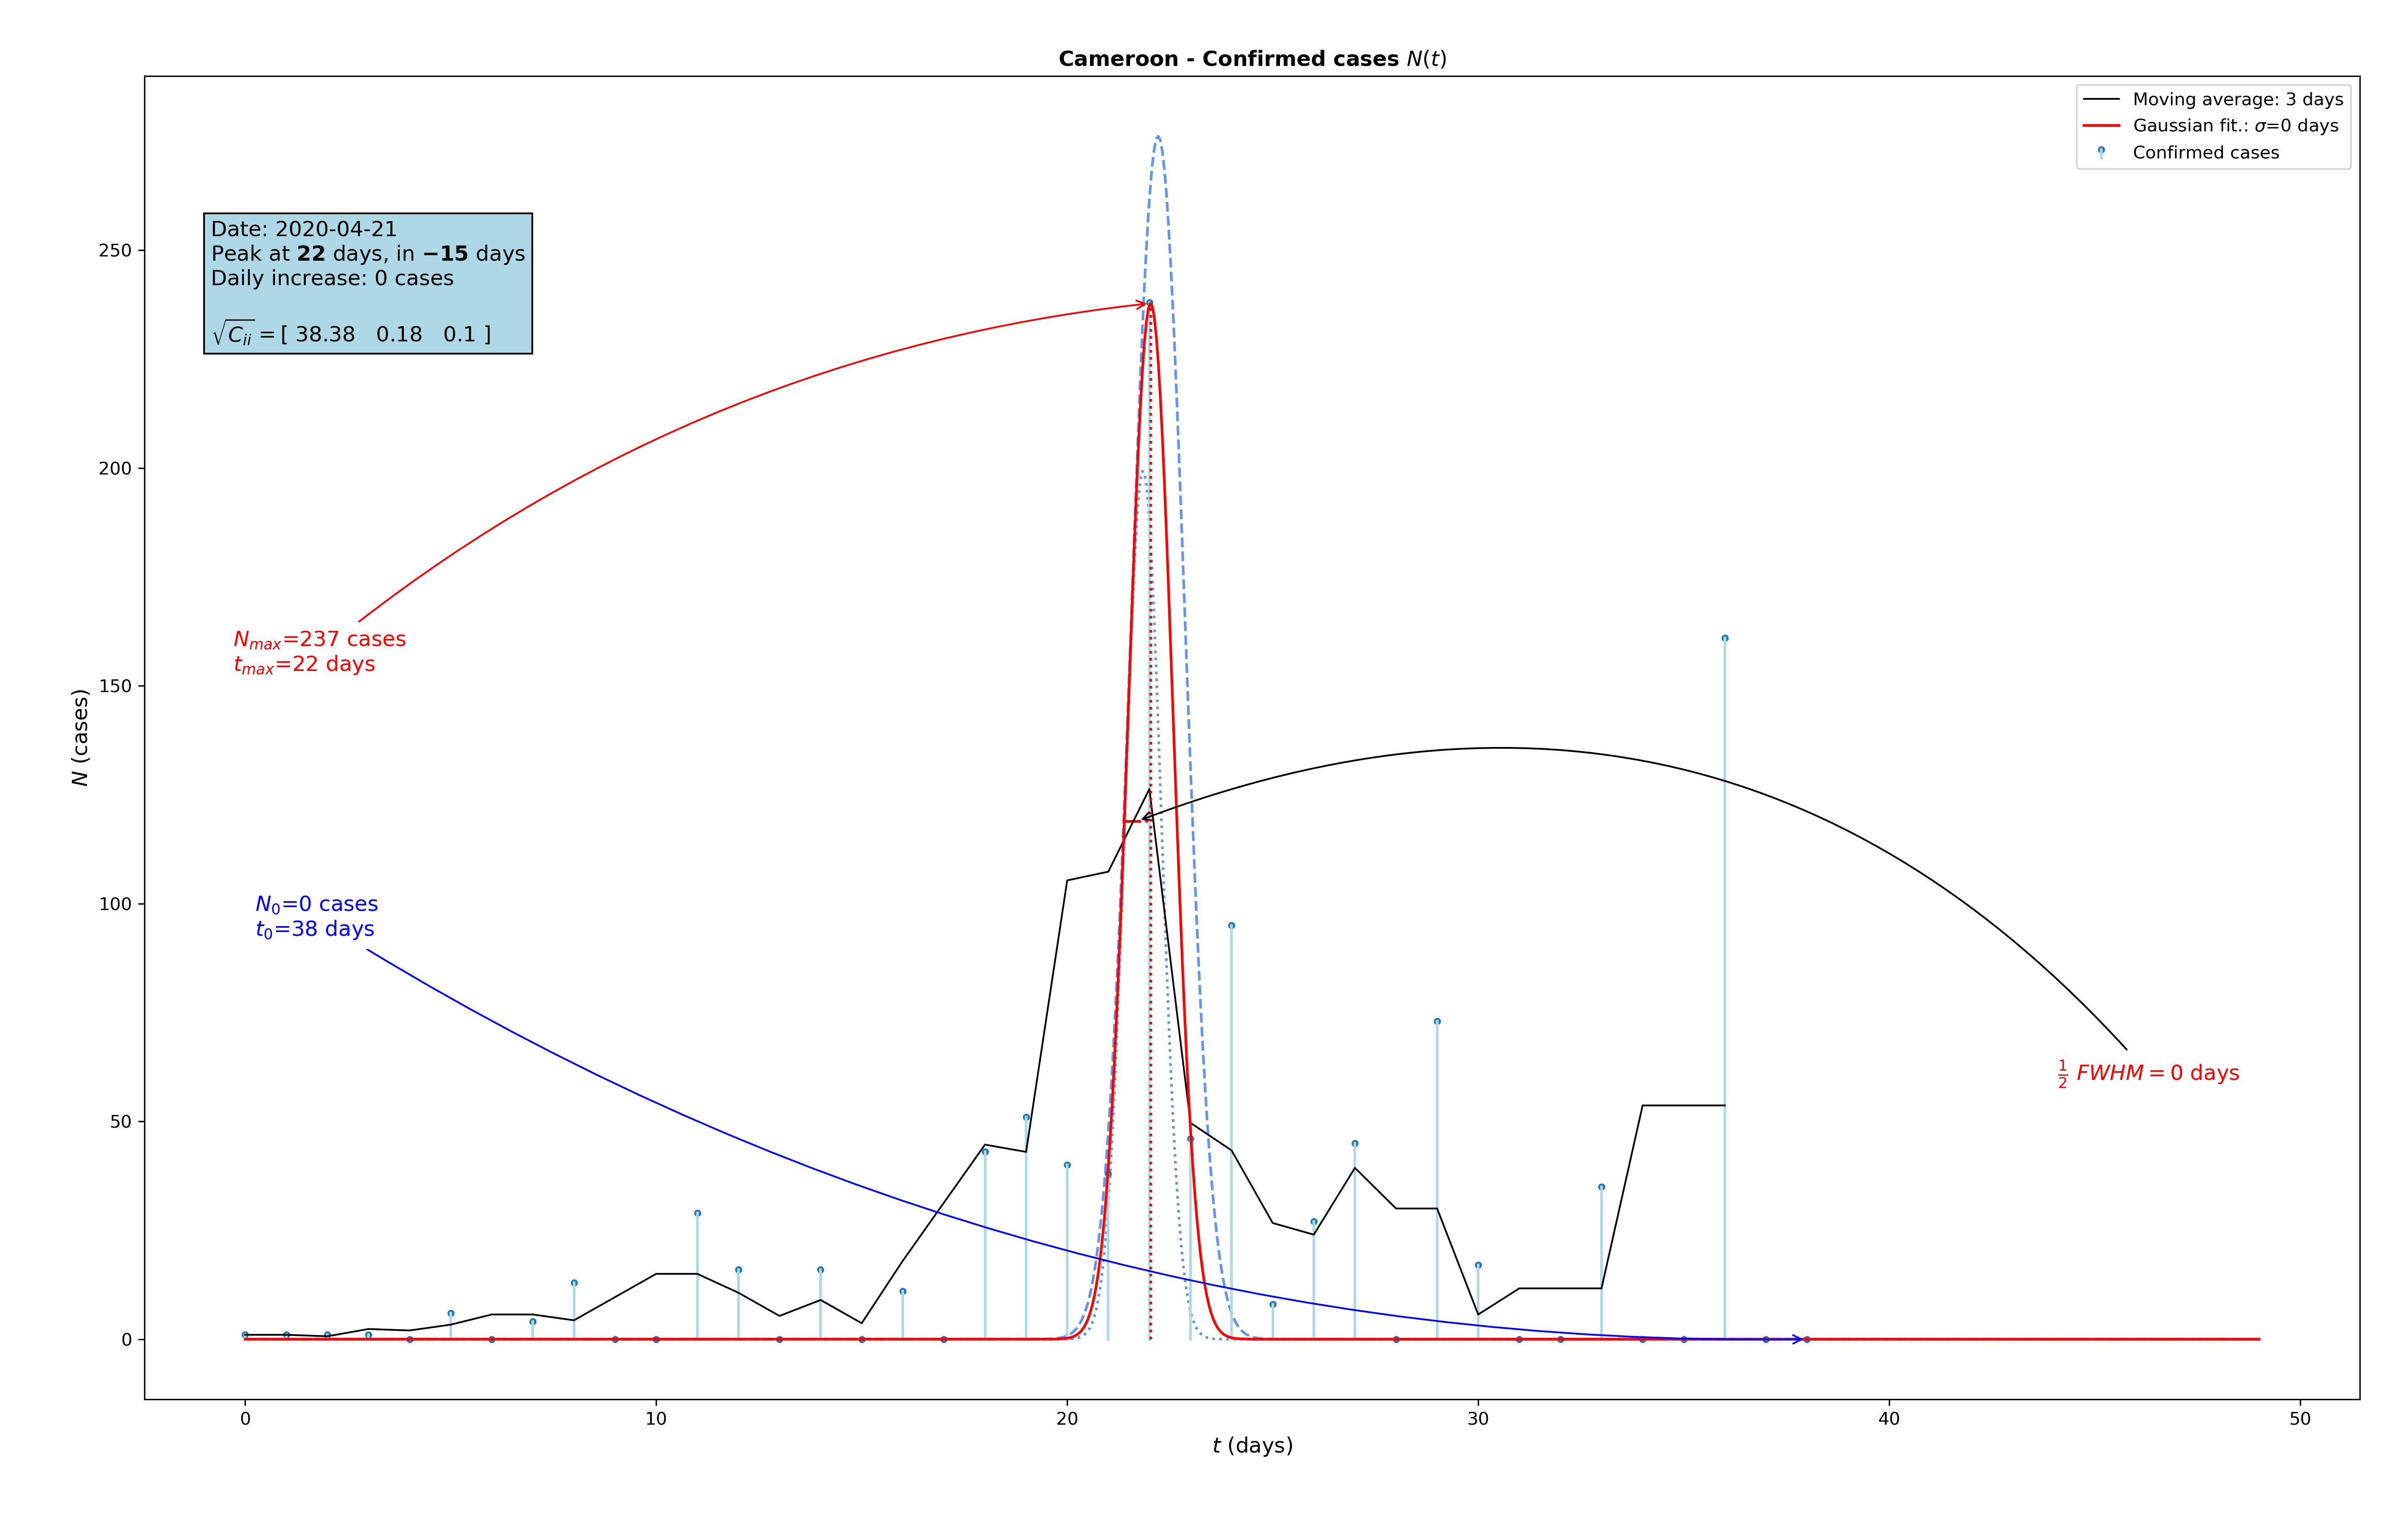 Cameroon - Confirmed cases N(t)
Moving average: 3 days
Gaussian fit.: σ=0 days
Confirmed cases
Date: 2020-04-21
Peak at 22 days, in −15 days
Daily increase: 0 cases
√C_ii = [ 38.38 0.18 0.1 ]
N_max=237 cases
t_max=22 days
N_0=0 cases
t_0=38 days
1/2 FWHM = 0 days
N (cases)
250
200
150
100
50
0
0 10 20 30 40 50
t (days)